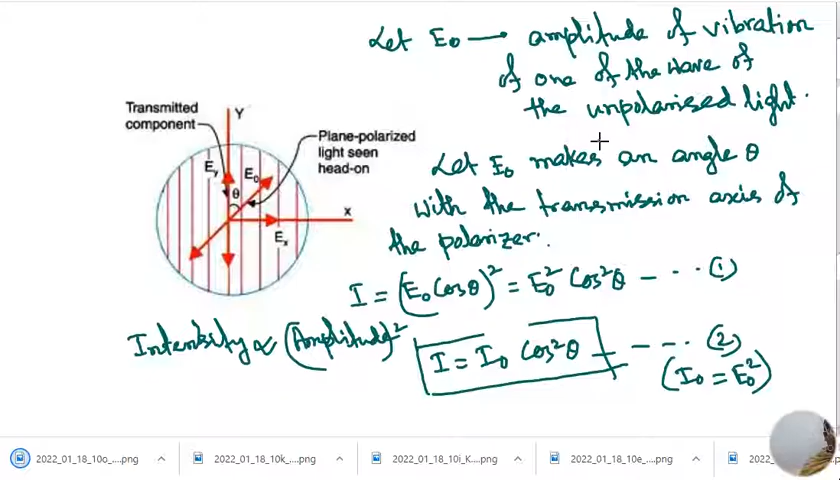 Let E₀ — amplitude of vibration
of one of the wave of
the unpolarised light.
Transmitted
component
Y
Plane-polarized
light seen
head-on
Ey
E₀
θ
X
Ex
Let E₀ makes an angle θ
with the transmission axis of
the polarizer.
I = (E₀ Cosθ)² = E₀² Cos²θ - - - - (1)
Intensity ∝ (Amplitude)²
I = I₀ Cos²θ - - - - (2)
(I₀ = E₀²)
2022_01_18_10o_....png
2022_01_18_10k_....png
2022_01_18_10i_K....png
2022_01_18_10e_....png
2022_01